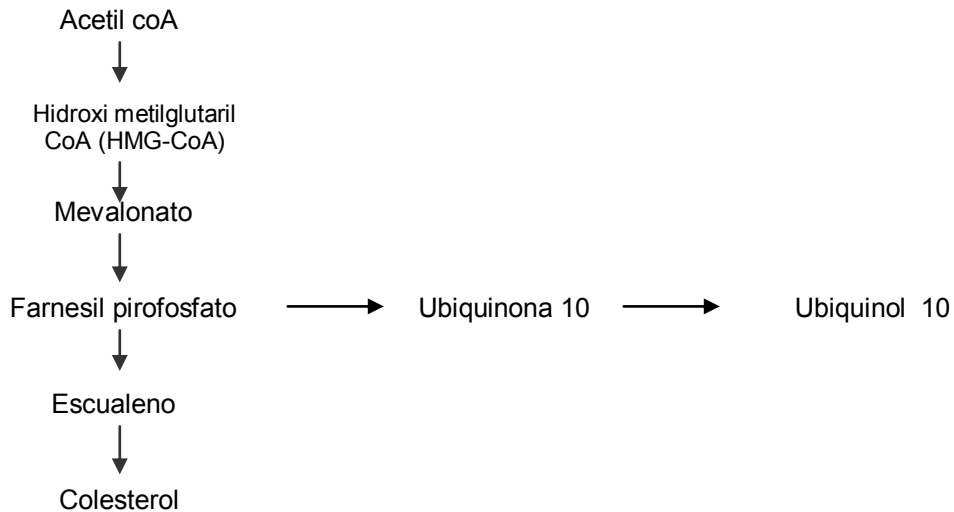 Acetil coA
Hidroxi metilglutaril
CoA (HMG-CoA)
Mevalonato
Farnesil pirofosfato
Ubiquinona 10
Ubiquinol 10
Escualeno
Colesterol